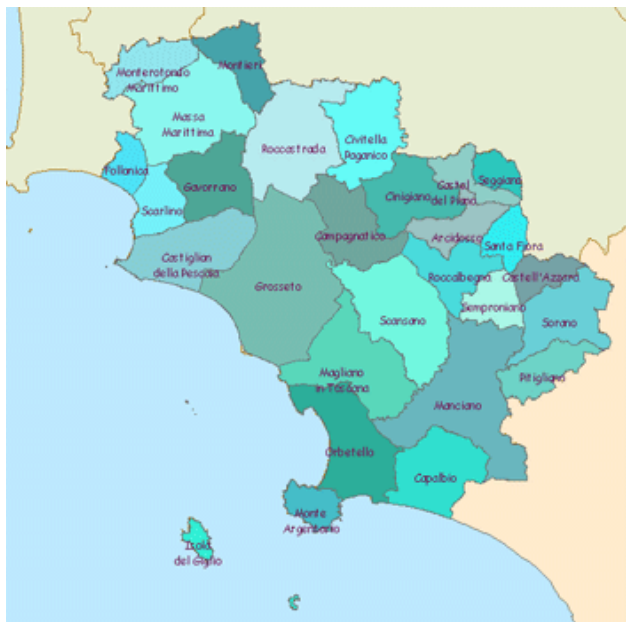 Montieri
Monterotondo
Marittimo
Massa
Marittima
Civitella
Paganico
Roccastrada
Follonica
Gavorrano
Castel
del Piano
Seggiano
Cinigiano
Scarlino
Campagnatico
Arcidosso
Santa Fiora
Castiglian
della Pescaia
Roccalbegna
Castell'Azzara
Grosseto
Semproniano
Scansano
Sorano
Magliano
in Toscana
Pitigliano
Manciano
Orbetello
Capalbio
Monte
Argentario
Isola
del Giglio